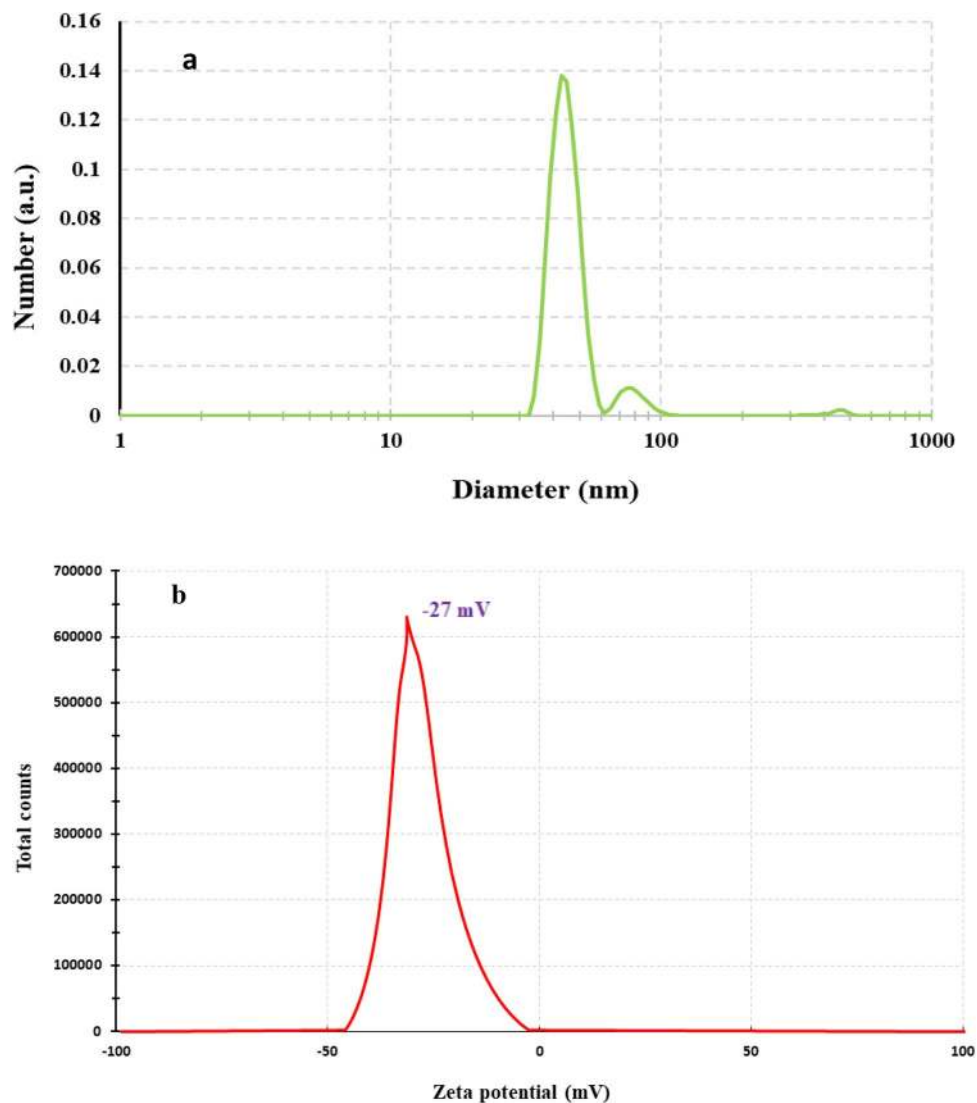 a
0.16
0.14
0.12
0.1
0.08
0.06
0.04
0.02
0
Number (a.u.)
1 10 100 1000
Diameter (nm)
b
-27 mV
700000
600000
500000
400000
300000
200000
100000
0
Total counts
-100 -50 0 50 100
Zeta potential (mV)